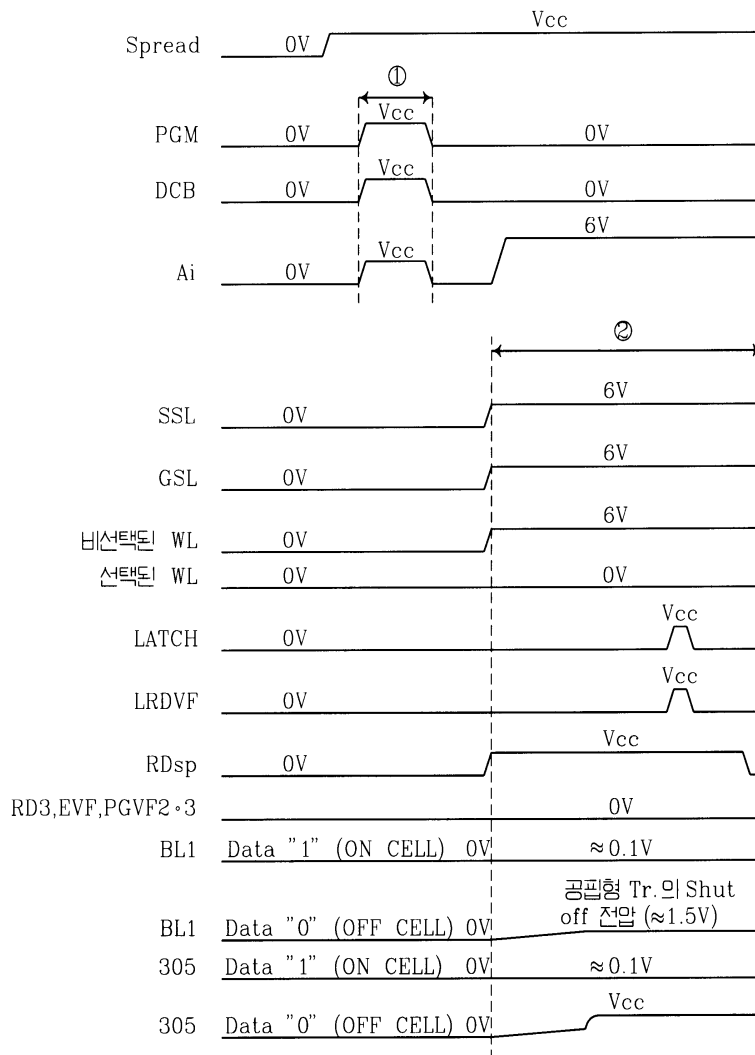 Vcc
Spread 0V
①
Vcc
PGM 0V 0V
Vcc
DCB 0V 0V
6V
Vcc
Ai 0V
②
6V
SSL 0V
6V
GSL 0V
6V
비선택된 WL 0V
선택된 WL 0V 0V
Vcc
LATCH 0V
Vcc
LRDVF 0V
Vcc
RDsp 0V
RD3,EVF,PGVF2·3 0V
BL1 Data "1" (ON CELL) 0V ≈0.1V
공핍형 Tr.의 Shut
off 전압 (≈1.5V)
BL1 Data "0" (OFF CELL) 0V
305 Data "1" (ON CELL) 0V ≈0.1V
Vcc
305 Data "0" (OFF CELL) 0V